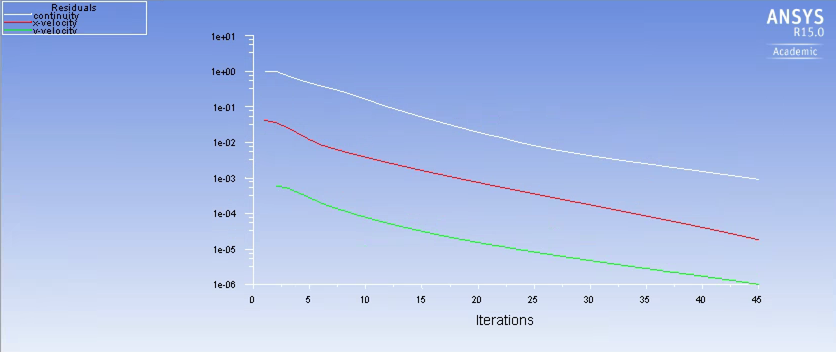 Residuals
continuity
x-velocity
y-velocity
ANSYS
R15.0
Academic
1e+01
1e+00
1e-01
1e-02
1e-03
1e-04
1e-05
1e-06
0 5 10 15 20 25 30 35 40 45
Iterations